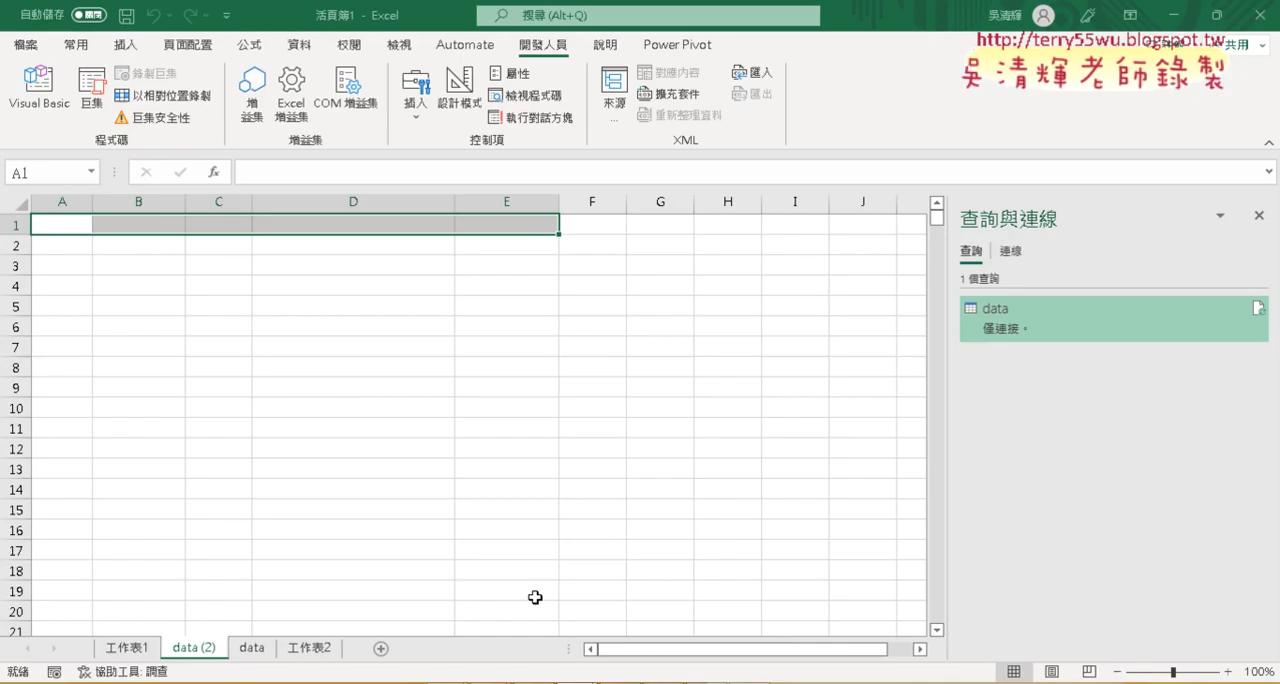 自動儲存
活頁簿1 - Excel
搜尋 (Alt+Q)
吳清輝
檔案 常用 插入 頁面配置 公式 資料 校閱 檢視 Automate 開發人員 說明 Power Pivot
共用
http://terry55wu.blogspot.tw
吳清輝老師錄製
Visual Basic
巨集
錄製巨集
以相對位置錄製
巨集安全性
程式碼
增益集
Excel 增益集
COM 增益集
增益集
插入
設計模式
屬性
檢視程式碼
執行對話方塊
控制項
來源
...
對應內容
擴充套件
重新整理資料
匯入
匯出
XML
A1
fx
A B C D E F G H I J
1
2
3
4
5
6
7
8
9
10
11
12
13
14
15
16
17
18
19
20
21
查詢與連線
查詢 連線
1 個查詢
data
僅連接。
工作表1 data (2) data 工作表2
就緒
協助工具: 調查
100%